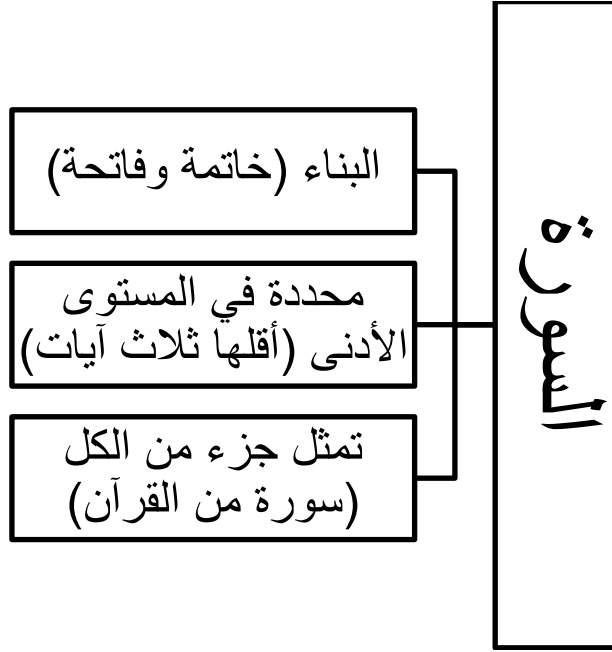 السورة
البناء (خاتمة وفاتحة)
محددة في المستوى
الأدنى (أقلها ثلاث آيات)
تمثل جزء من الكل
(سورة من القرآن)